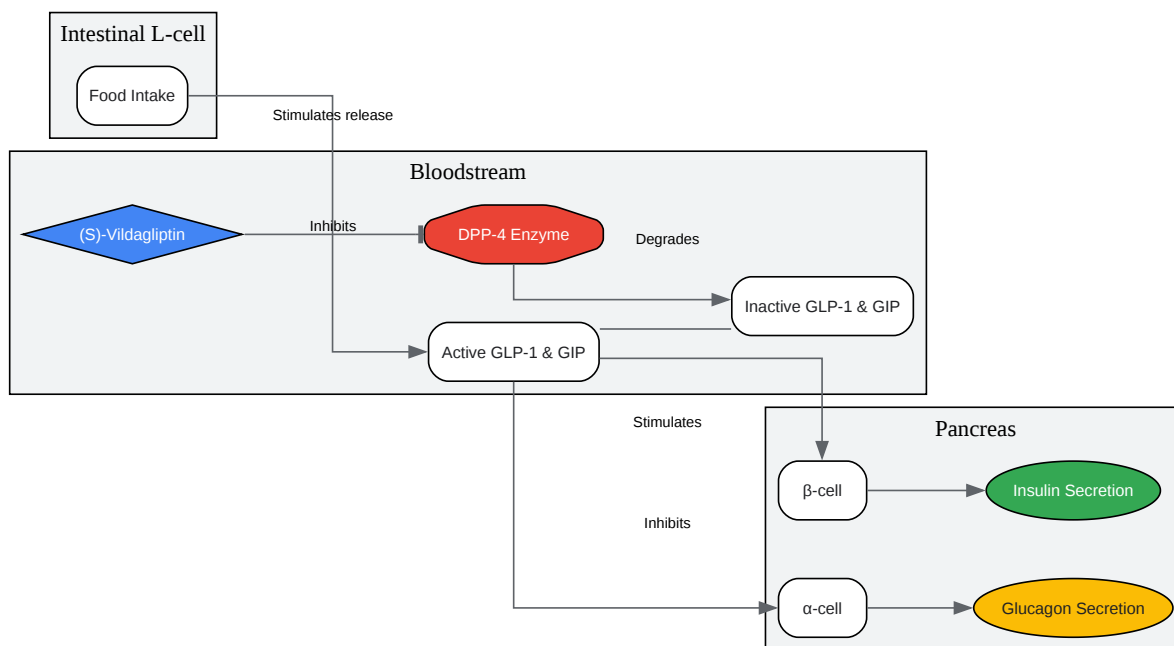 Intestinal L-cell
Food Intake
Stimulates release
Bloodstream
(S)-Vildagliptin
Inhibits
DPP-4 Enzyme
Degrades
Inactive GLP-1 & GIP
Active GLP-1 & GIP
Stimulates
Pancreas
β-cell
Insulin Secretion
Inhibits
α-cell
Glucagon Secretion